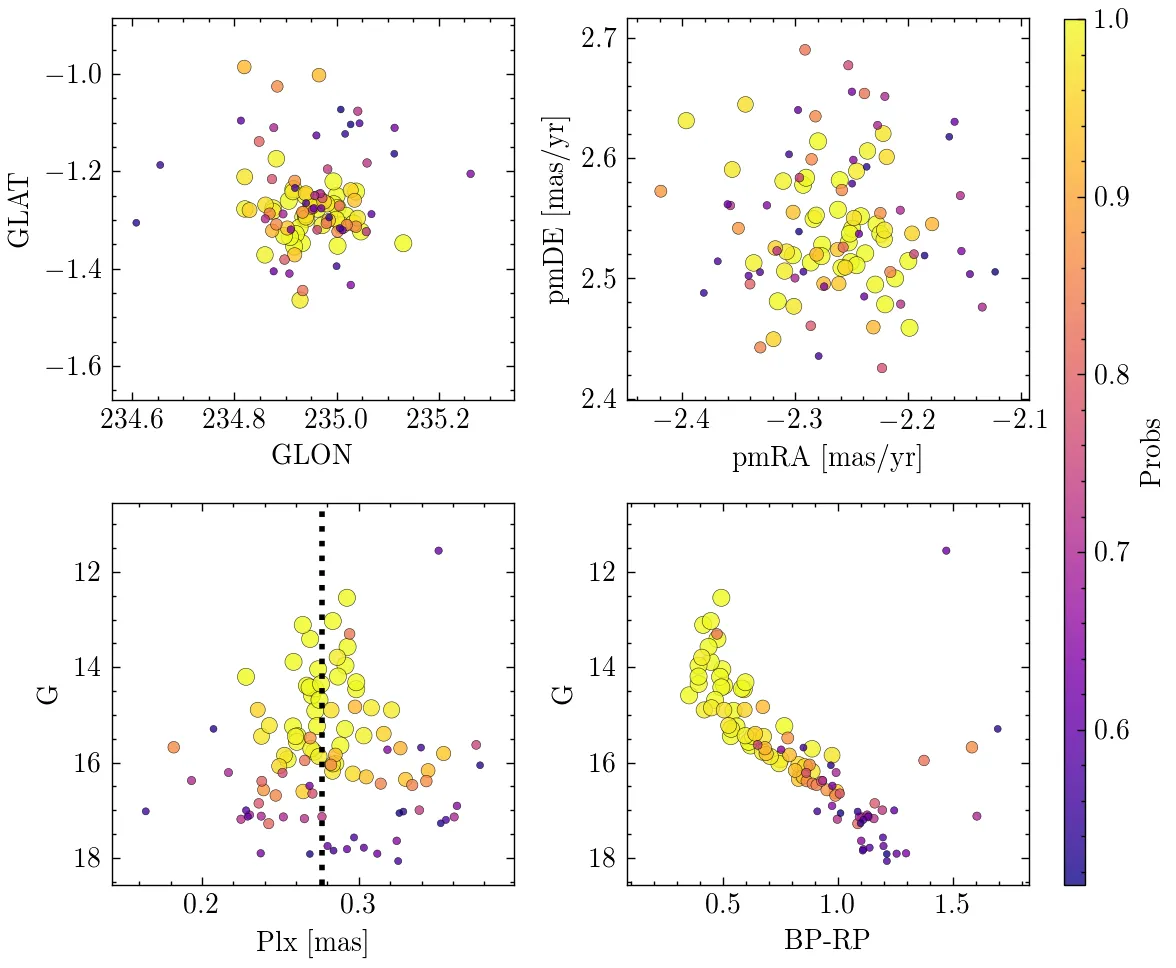 −1.0
−1.2
−1.4
−1.6
GLAT
234.6 234.8 235.0 235.2
GLON
2.7
2.6
2.5
2.4
pmDE [mas/yr]
−2.4 −2.3 −2.2 −2.1
pmRA [mas/yr]
12
14
16
18
G
0.2 0.3
Plx [mas]
12
14
16
18
G
0.5 1.0 1.5
BP-RP
1.0
0.9
0.8
0.7
0.6
Probs